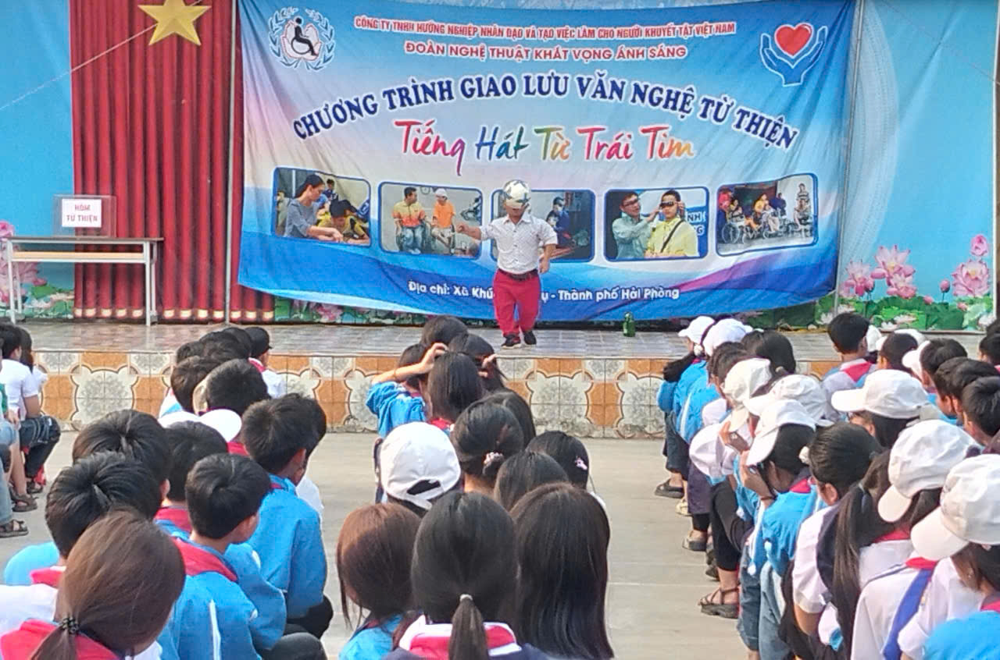 CÔNG TY TNHH HƯỚNG NGHIỆP NHÂN ĐẠO VÀ TẠO VIỆC LÀM CHO NGƯỜI KHUYẾT TẬT VIỆT NAM
ĐOÀN NGHỆ THUẬT KHÁT VỌNG ÁNH SÁNG
CHƯƠNG TRÌNH GIAO LƯU VĂN NGHỆ TỪ THIỆN
Tiếng Hát Từ Trái Tim
HÒM
TỪ THIỆN
Địa chỉ: Xã - Thành phố Hải Phòng